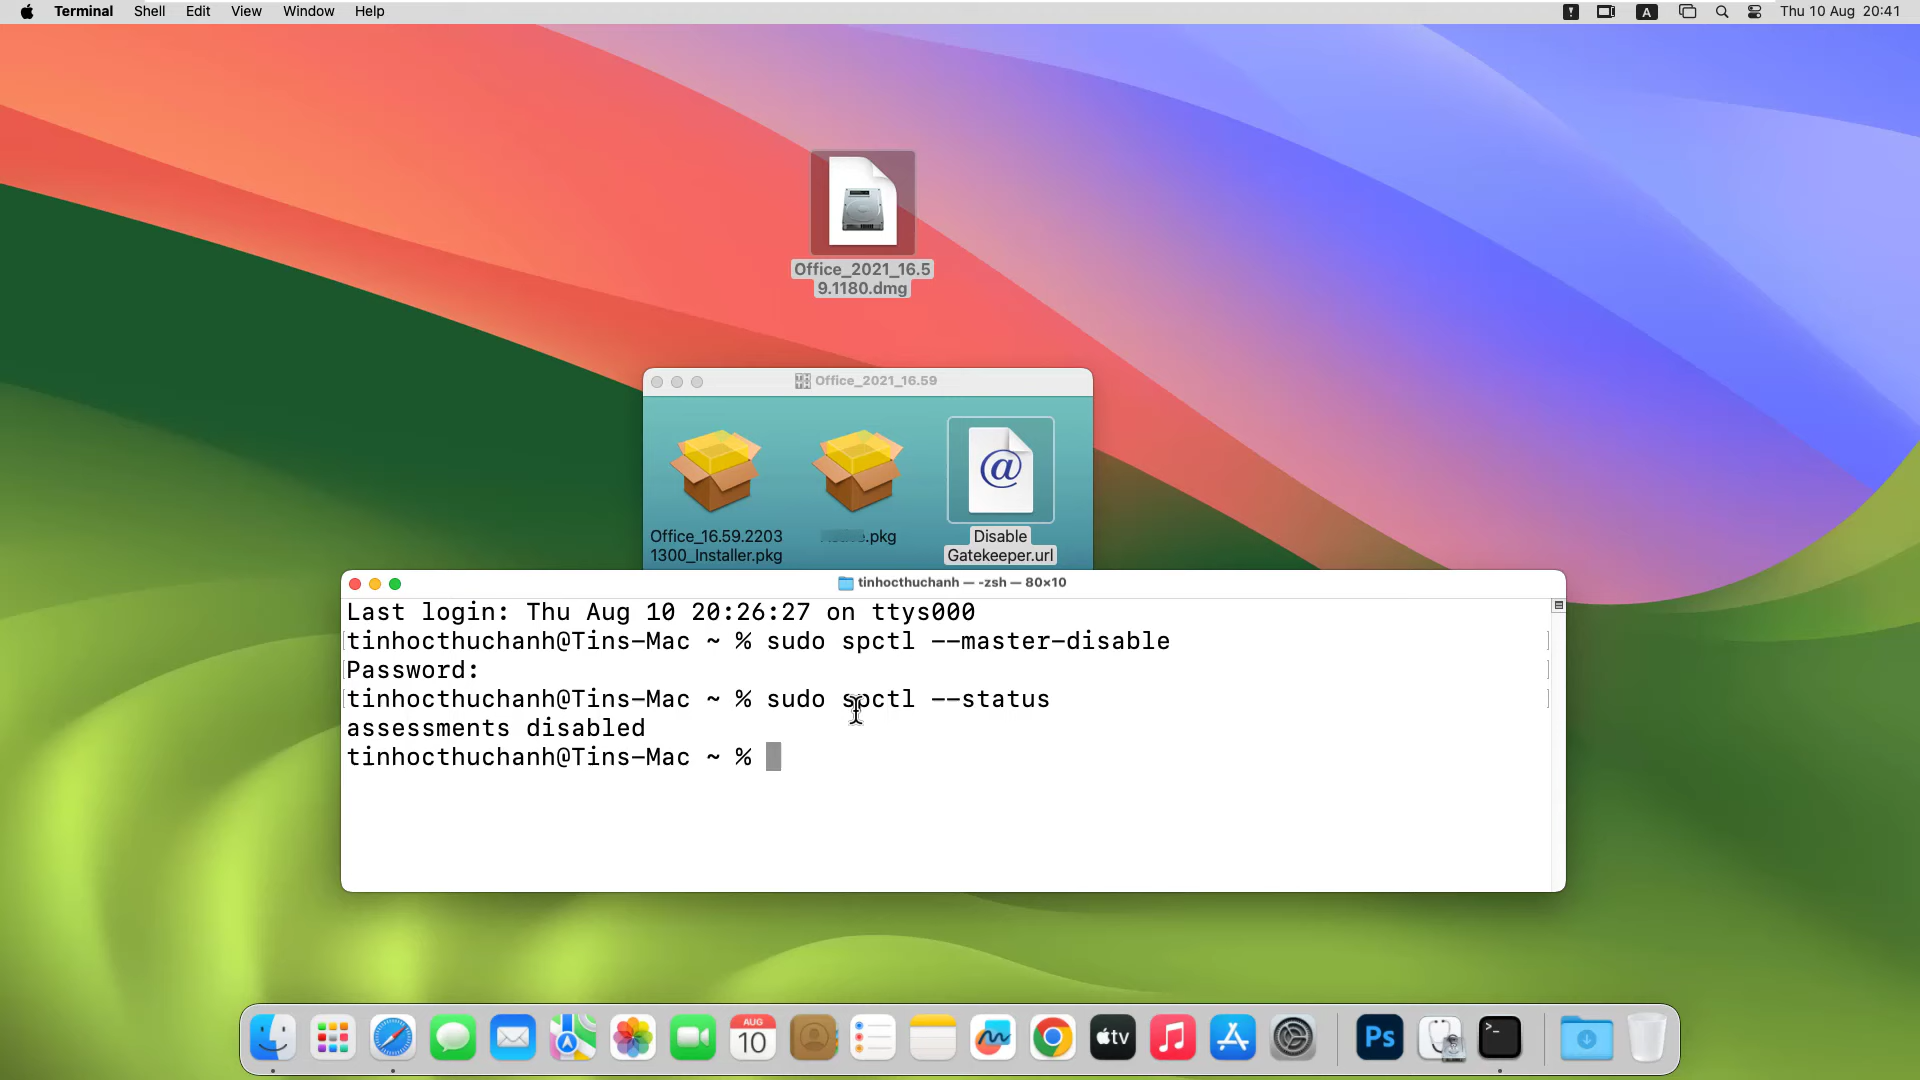 Terminal Shell Edit View Window Help
A
Thu 10 Aug 20:41
Office_2021_16.5
9.1180.dmg
Office_2021_16.59
Office_16.59.2203
1300_Installer.pkg
.pkg
Disable
Gatekeeper.url
tinhocthuchanh — -zsh — 80×10
Last login: Thu Aug 10 20:26:27 on ttys000
tinhocthuchanh@Tins-Mac ~ % sudo spctl --master-disable
Password:
tinhocthuchanh@Tins-Mac ~ % sudo spctl --status
assessments disabled
tinhocthuchanh@Tins-Mac ~ %
AUG
10
tv
Ps
>_